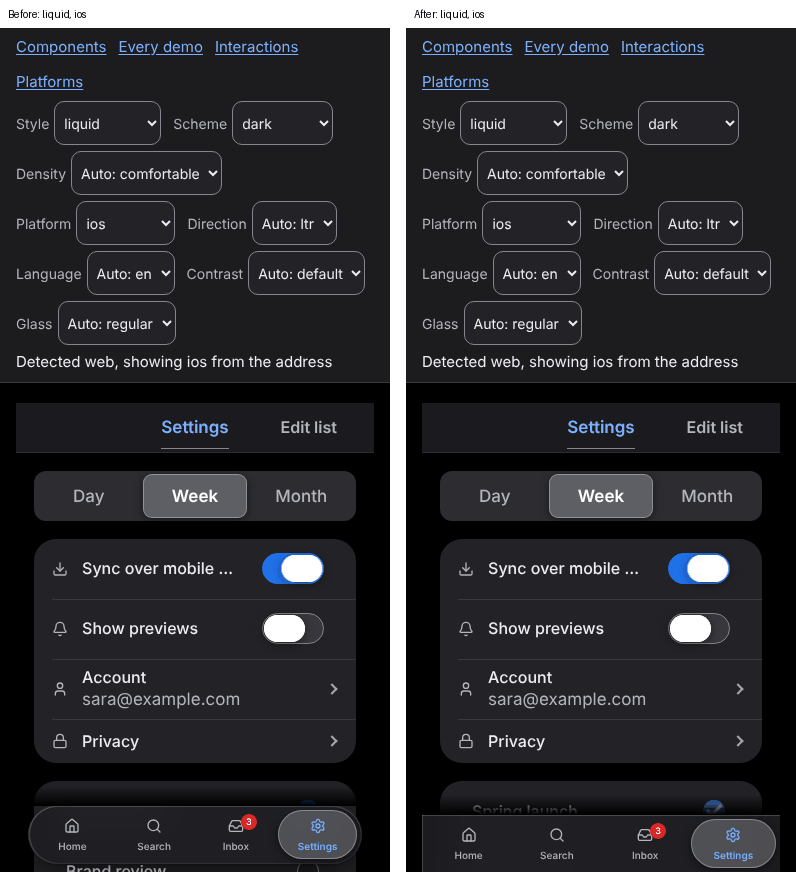 Before: liquid, ios
Components Every demo Interactions
Platforms
Style liquid Scheme dark
Density Auto: comfortable
Platform ios Direction Auto: ltr
Language Auto: en Contrast Auto: default
Glass Auto: regular
Detected web, showing ios from the address
Settings Edit list
Day Week Month
Sync over mobile ...
Show previews
Account
sara@example.com
Privacy
3
Home Search Inbox Settings
Brand review
After: liquid, ios
Components Every demo Interactions
Platforms
Style liquid Scheme dark
Density Auto: comfortable
Platform ios Direction Auto: ltr
Language Auto: en Contrast Auto: default
Glass Auto: regular
Detected web, showing ios from the address
Settings Edit list
Day Week Month
Sync over mobile ...
Show previews
Account
sara@example.com
Privacy
Spring launch
3
Home Search Inbox Settings